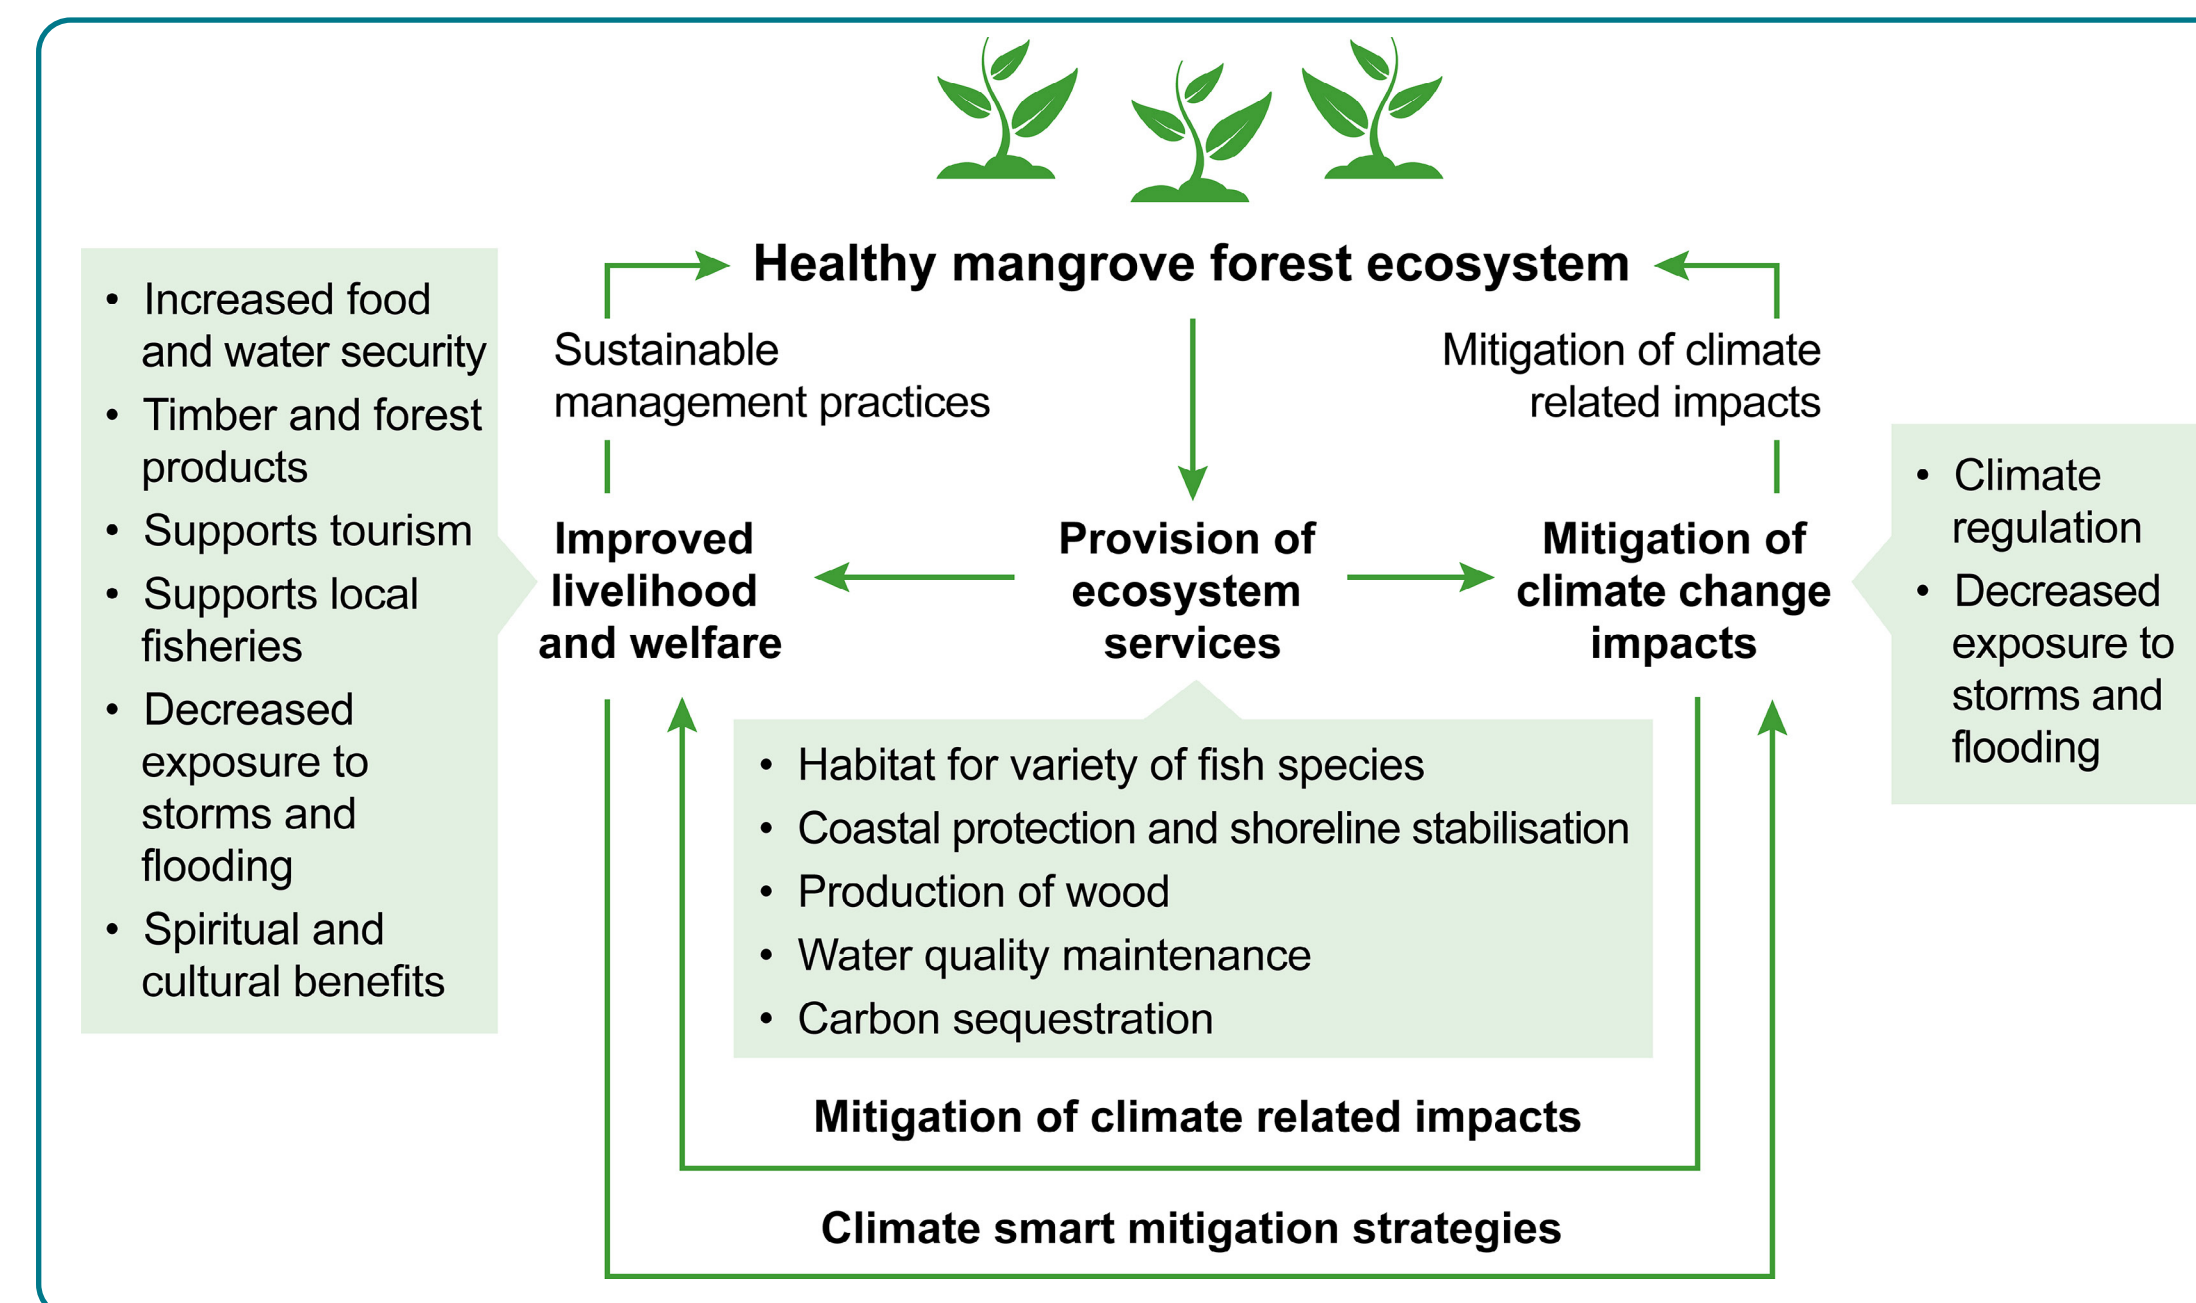 Healthy mangrove forest ecosystem
• Increased food
and water security
• Timber and forest
products
• Supports tourism
• Supports local
fisheries
• Decreased
exposure to
storms and
flooding
• Spiritual and
cultural benefits
Sustainable
management practices
Mitigation of climate
related impacts
Improved
livelihood
and welfare
Provision of
ecosystem
services
Mitigation of
climate change
impacts
• Climate
regulation
• Decreased
exposure to
storms and
flooding
• Habitat for variety of fish species
• Coastal protection and shoreline stabilisation
• Production of wood
• Water quality maintenance
• Carbon sequestration
Mitigation of climate related impacts
Climate smart mitigation strategies